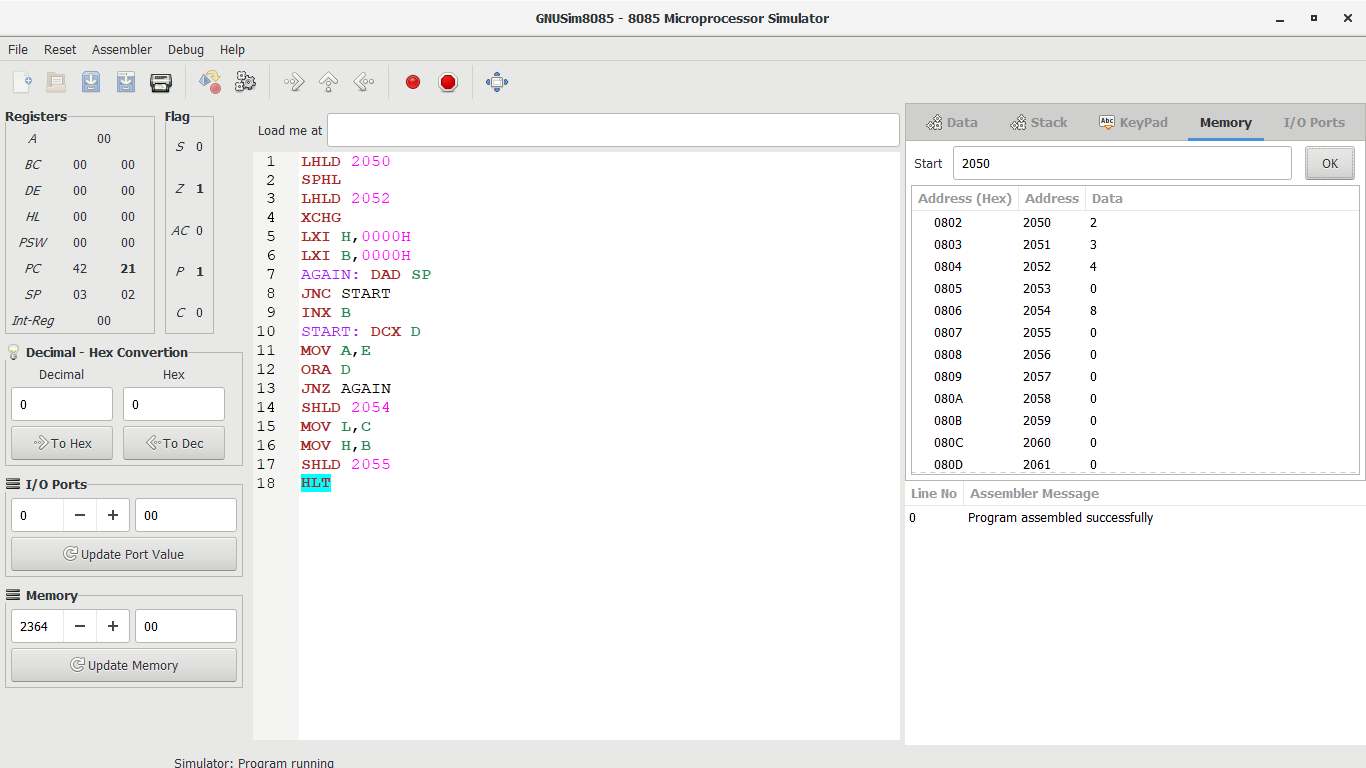 GNUSim8085 - 8085 Microprocessor Simulator
File Reset Assembler Debug Help
Registers
A 00
BC 00 00
DE 00 00
HL 00 00
PSW 00 00
PC 42 21
SP 03 02
Int-Reg 00
Flag
S 0
Z 1
AC 0
P 1
C 0
Decimal - Hex Convertion
Decimal Hex
0 0
To Hex To Dec
I/O Ports
0 − + 00
Update Port Value
Memory
2364 − + 00
Update Memory
Load me at
1 LHLD 2050
2 SPHL
3 LHLD 2052
4 XCHG
5 LXI H,0000H
6 LXI B,0000H
7 AGAIN: DAD SP
8 JNC START
9 INX B
10 START: DCX D
11 MOV A,E
12 ORA D
13 JNZ AGAIN
14 SHLD 2054
15 MOV L,C
16 MOV H,B
17 SHLD 2055
18 HLT
Data Stack Abc KeyPad Memory I/O Ports
Start 2050 OK
Address (Hex) Address Data
0802 2050 2
0803 2051 3
0804 2052 4
0805 2053 0
0806 2054 8
0807 2055 0
0808 2056 0
0809 2057 0
080A 2058 0
080B 2059 0
080C 2060 0
080D 2061 0
Line No Assembler Message
0 Program assembled successfully
Simulator: Program running